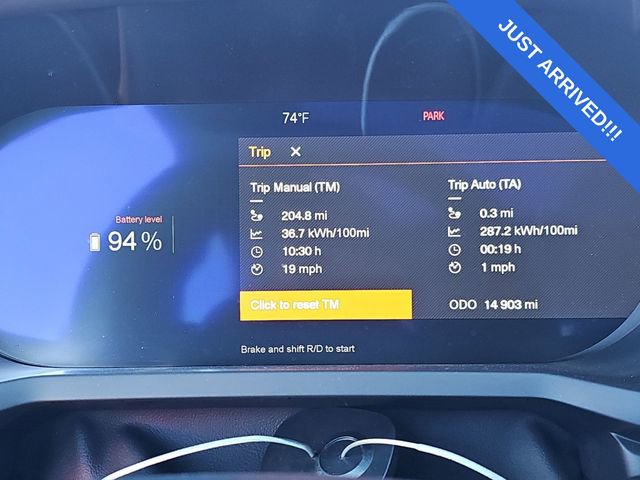 JUST ARRIVED!!!
74°F
PARK
Trip ✕
Trip Manual (TM)
204.8 mi
36.7 kWh/100mi
10:30 h
19 mph
Click to reset TM
Trip Auto (TA)
0.3 mi
287.2 kWh/100mi
00:19 h
1 mph
ODO 14 903 mi
Battery level
94 %
Brake and shift R/D to start